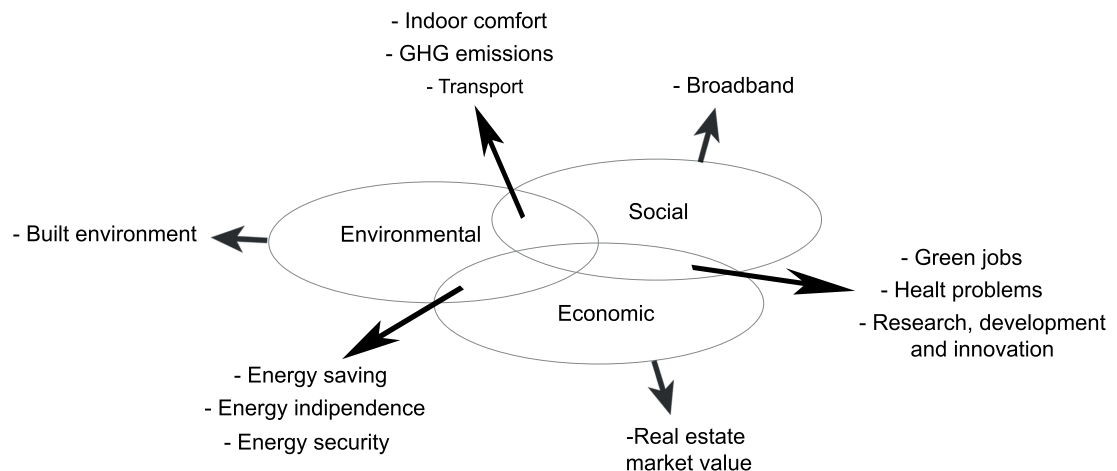 - Indoor comfort
- GHG emissions
- Transport
- Broadband
Social
Environmental
- Built environment
- Green jobs
- Healt problems
- Research, development
and innovation
Economic
- Energy saving
- Energy indipendence
- Energy security
-Real estate
market value